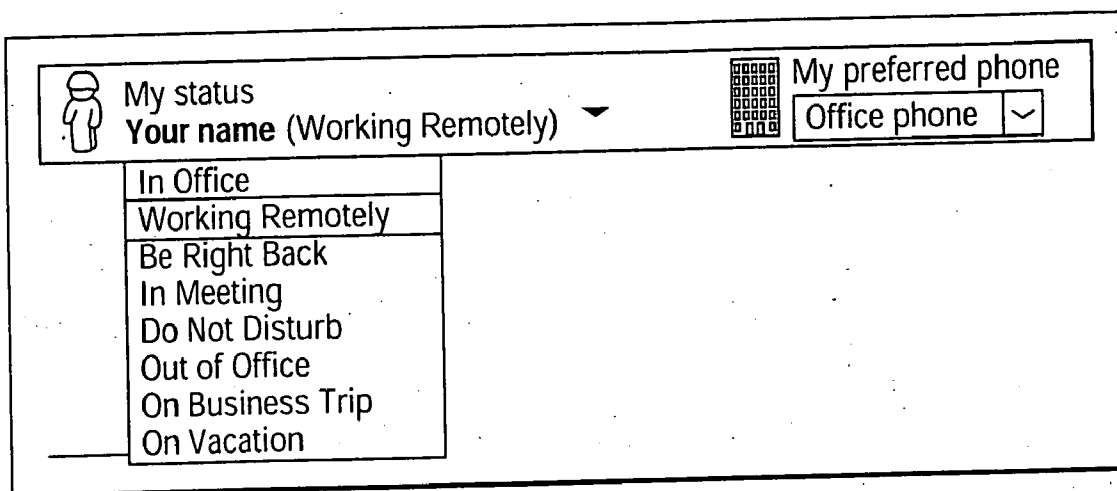 My status
Your name (Working Remotely)
My preferred phone
Office phone
In Office
Working Remotely
Be Right Back
In Meeting
Do Not Disturb
Out of Office
On Business Trip
On Vacation